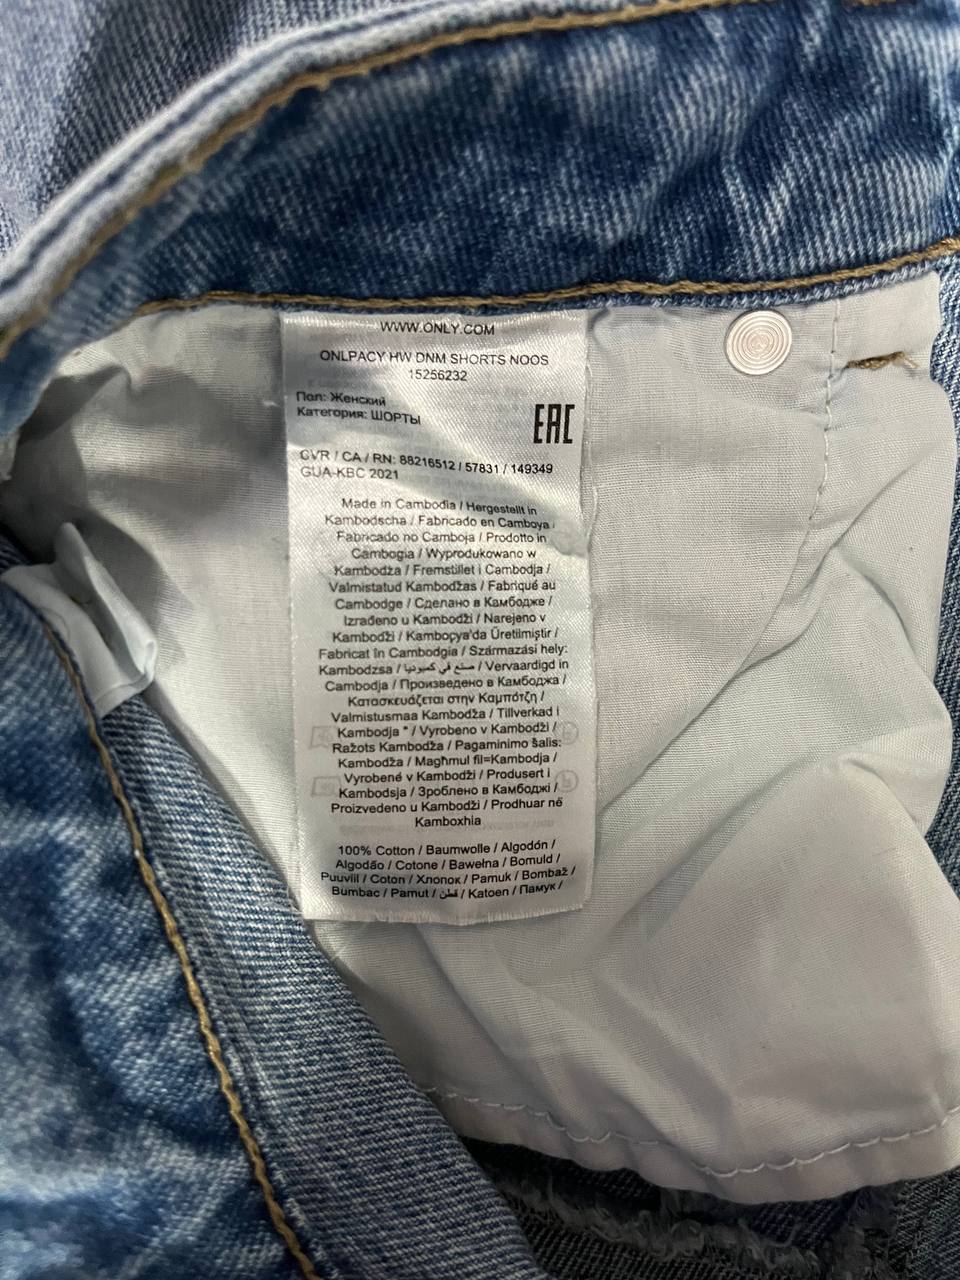 WWW.ONLY.COM
ONLPACY HW DNM SHORTS NOOS
15256232
Пол: Женский
Категория: ШОРТЫ
EAC
CVR / CA / RN: 88216512 / 57831 / 149349
GUA-KBC 2021
Made in Cambodia / Hergestellt in
Kambodscha / Fabricado en Camboya /
Fabricado no Camboja / Prodotto in
Cambogia / Wyprodukowano w
Kambodża / Fremstillet i Cambodja /
Valmistatud Kambodžas / Fabriqué au
Cambodge / Сделано в Камбодже /
Izrađeno u Kambodži / Narejeno v
Kambodži / Kamboçya'da Üretilmiştir /
Fabricat în Cambodgia / Származási hely:
Kambodzsa / صنع في كمبوديا / Vervaardigd in
Cambodja / Произведено в Камбоджа /
Κατασκευάζεται στην Καμπότζη /
Valmistusmaa Kambodža / Tillverkad i
Kambodja * / Vyrobeno v Kambodži /
Ražots Kambodža / Pagaminimo šalis:
Kambodža / Magħmul fil=Kambodja /
Vyrobené v Kambodži / Produsert i
Kambodsja / Зроблено в Камбоджі /
Proizvedeno u Kambodži / Prodhuar në
Kamboxhia
100% Cotton / Baumwolle / Algodón /
Algodão / Cotone / Bawełna / Bomuld /
Puuvill / Coton / Хлопок / Pamuk / Bombaž /
Bumbac / Pamut / قطن / Katoen / Памук /